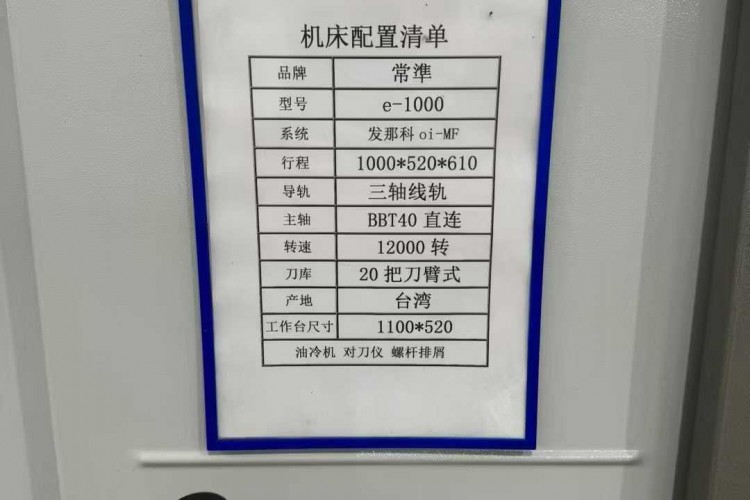 机床配置清单
品牌 常準
型号 e-1000
系统 发那科 oi-MF
行程 1000*520*610
导轨 三轴线轨
主轴 BBT40 直连
转速 12000 转
刀库 20 把刀臂式
产地 台湾
工作台尺寸 1100*520
油冷机 对刀仪 螺杆排屑